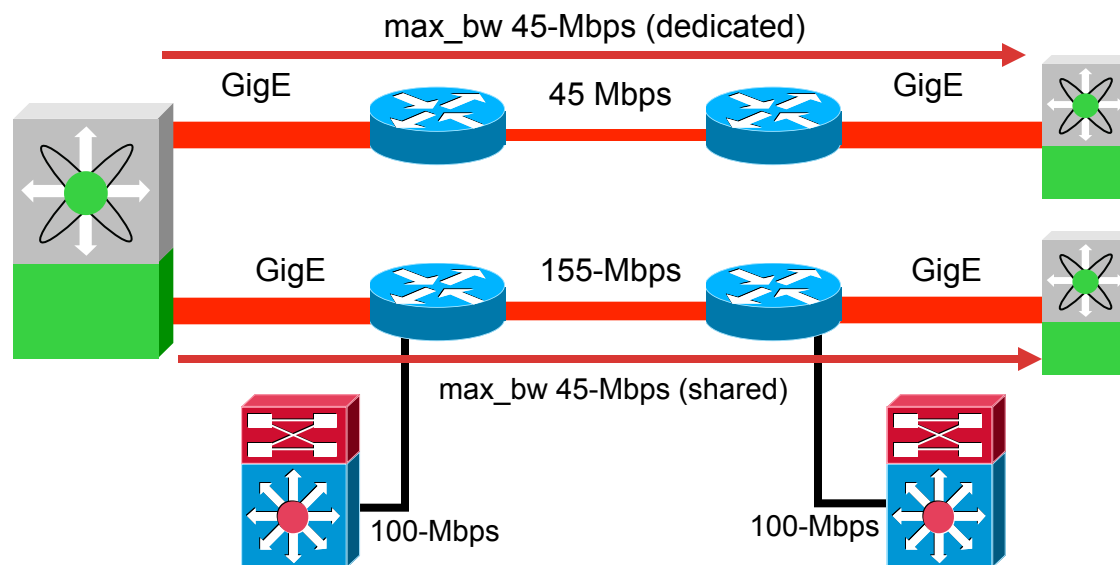 max_bw 45-Mbps (dedicated)
GigE
45 Mbps
GigE
GigE
155-Mbps
GigE
max_bw 45-Mbps (shared)
100-Mbps
100-Mbps